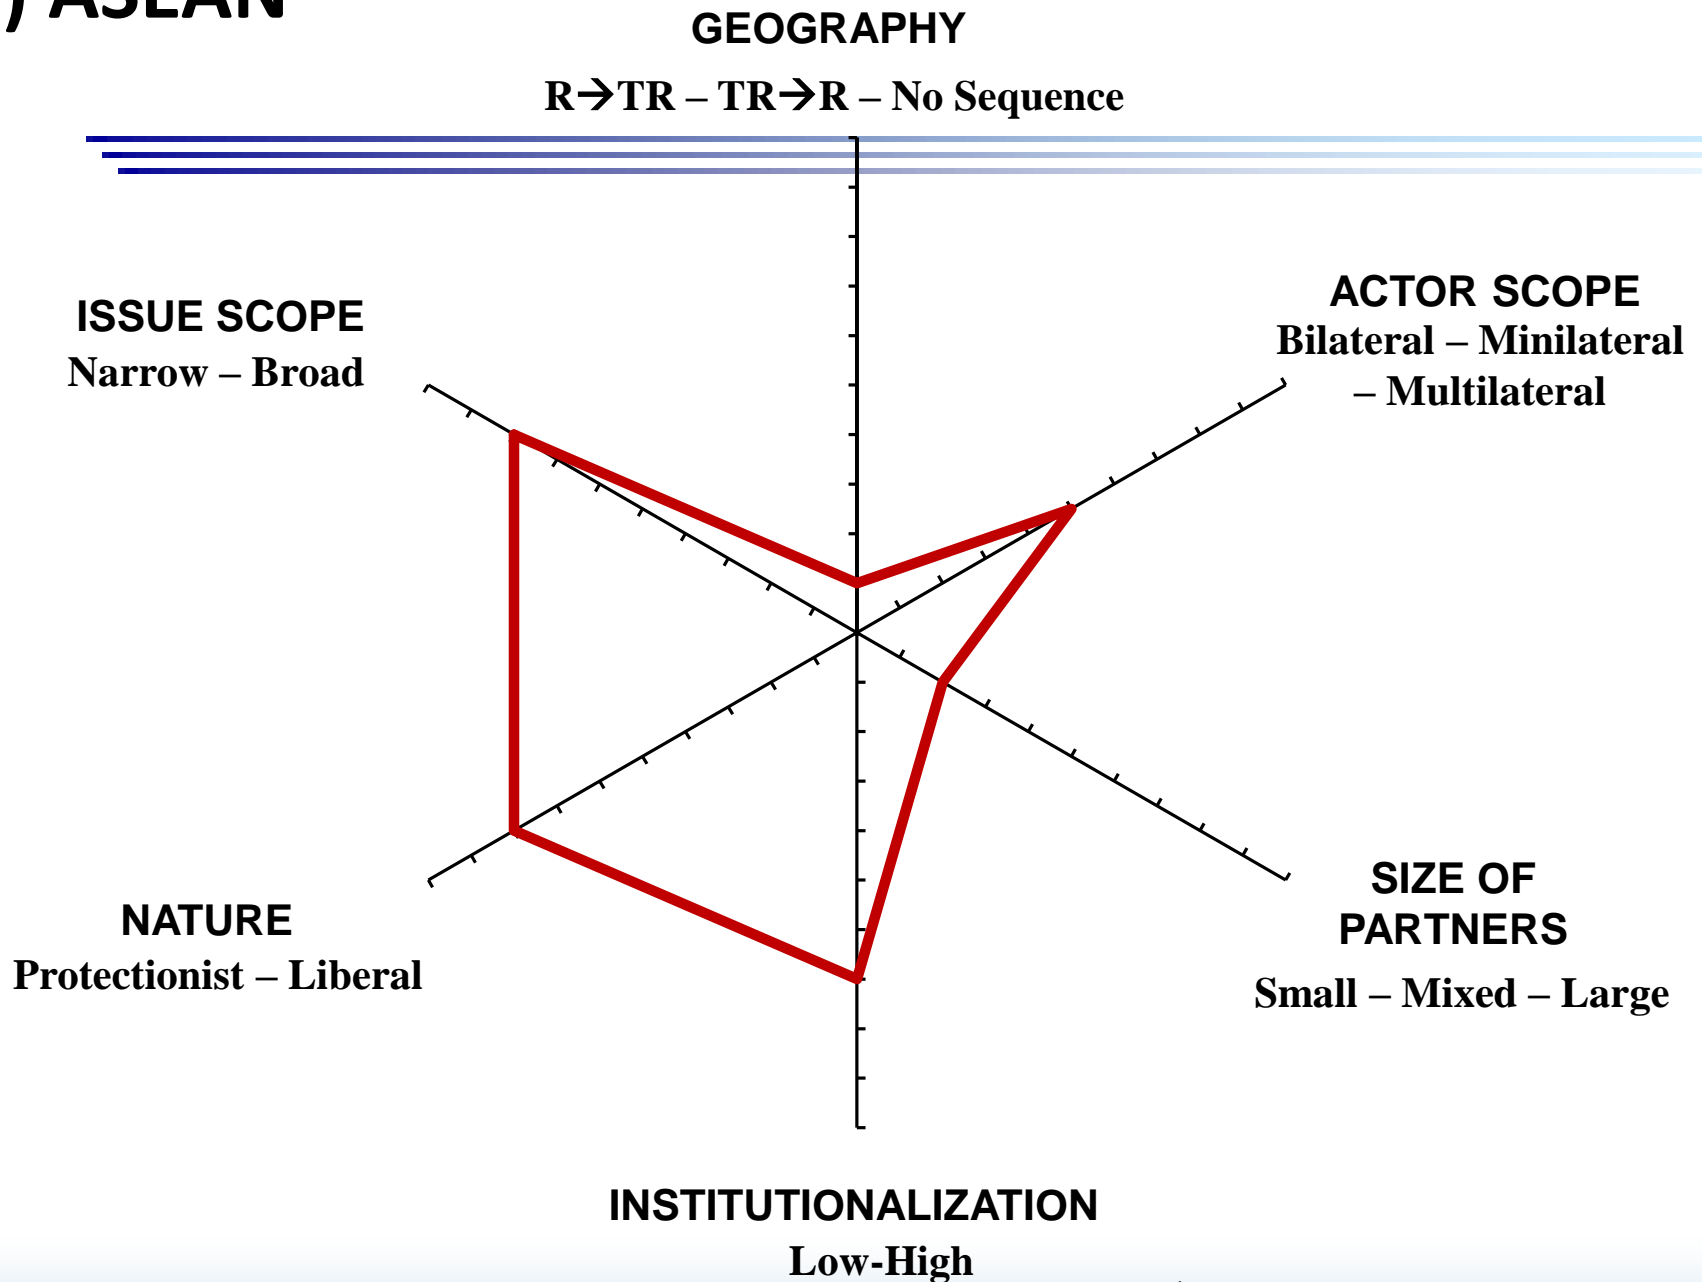 ) ASEAN
GEOGRAPHY
R→TR – TR→R – No Sequence
ISSUE SCOPE
Narrow – Broad
ACTOR SCOPE
Bilateral – Minilateral
– Multilateral
NATURE
Protectionist – Liberal
SIZE OF
PARTNERS
Small – Mixed – Large
INSTITUTIONALIZATION
Low-High